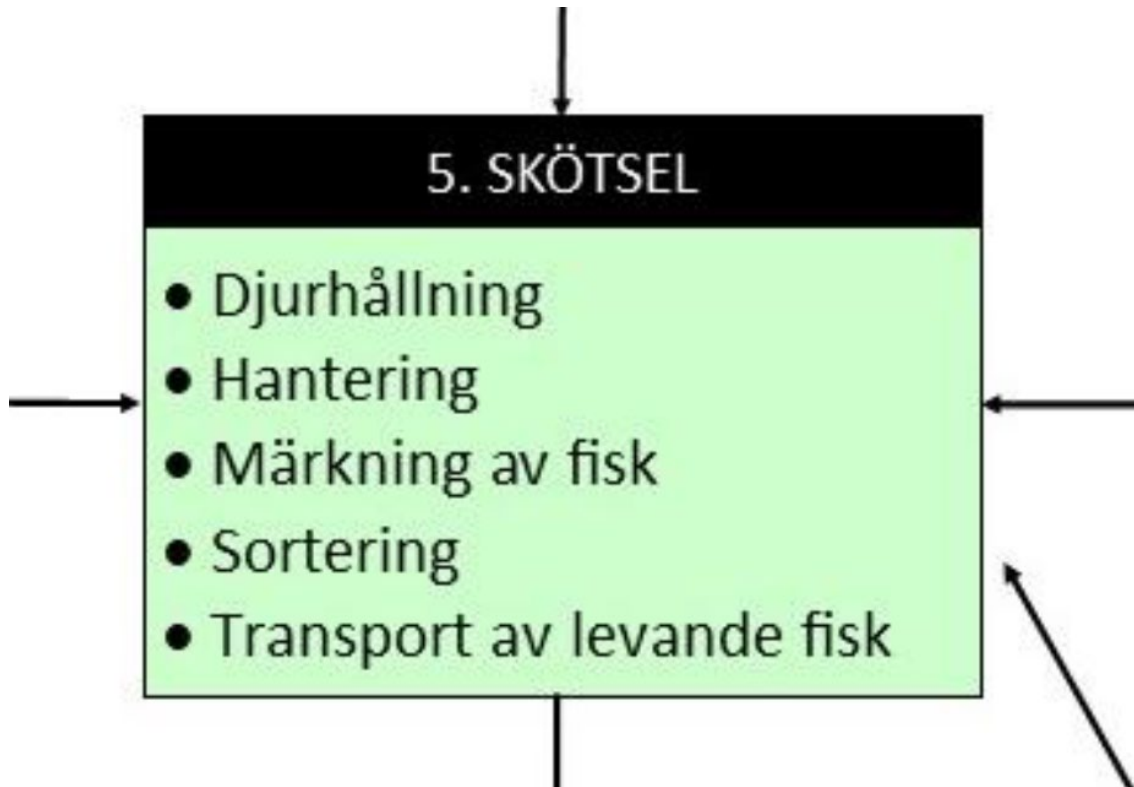 5. SKÖTSEL
● Djurhållning
● Hantering
● Märkning av fisk
● Sortering
● Transport av levande fisk